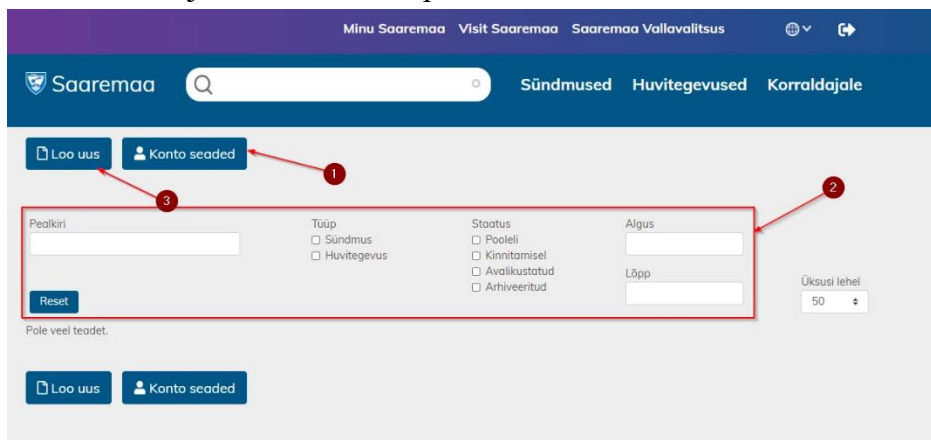 Minu Saaremaa Visit Saaremaa Saaremaa Vallavalitsus
Saaremaa Sündmused Huvitegevused Korraldajale
Loo uus Konto seaded
1
2
3
Pealkiri Tüüp Staatus Algus
Sündmus Pooleli
Huvitegevus Kinnitamisel
Avalikustatud Lõpp
Arhiveeritud Üksusi lehel
Reset 50
Pole veel teadet.
Loo uus Konto seaded